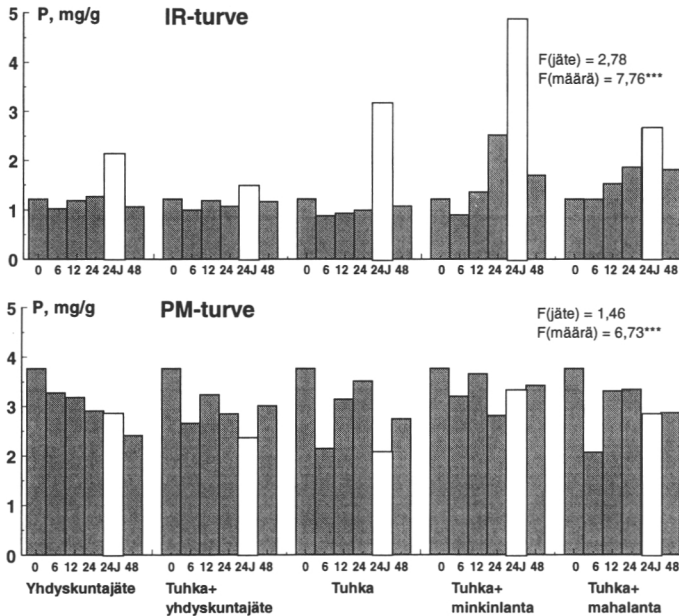 P, mg/g IR-turve
5
4
3
2
1
0
F(jäte) = 2,78
F(määrä) = 7,76***
0 6 12 24 24J 48 0 6 12 24 24J 48 0 6 12 24 24J 48 0 6 12 24 24J 48 0 6 12 24 24J 48
P, mg/g PM-turve
5
4
3
2
1
0
F(jäte) = 1,46
F(määrä) = 6,73***
0 6 12 24 24J 48 0 6 12 24 24J 48 0 6 12 24 24J 48 0 6 12 24 24J 48 0 6 12 24 24J 48
Yhdyskuntajäte Tuhka+ Tuhka Tuhka+ Tuhka+
yhdyskuntajäte minkinlanta mahalanta